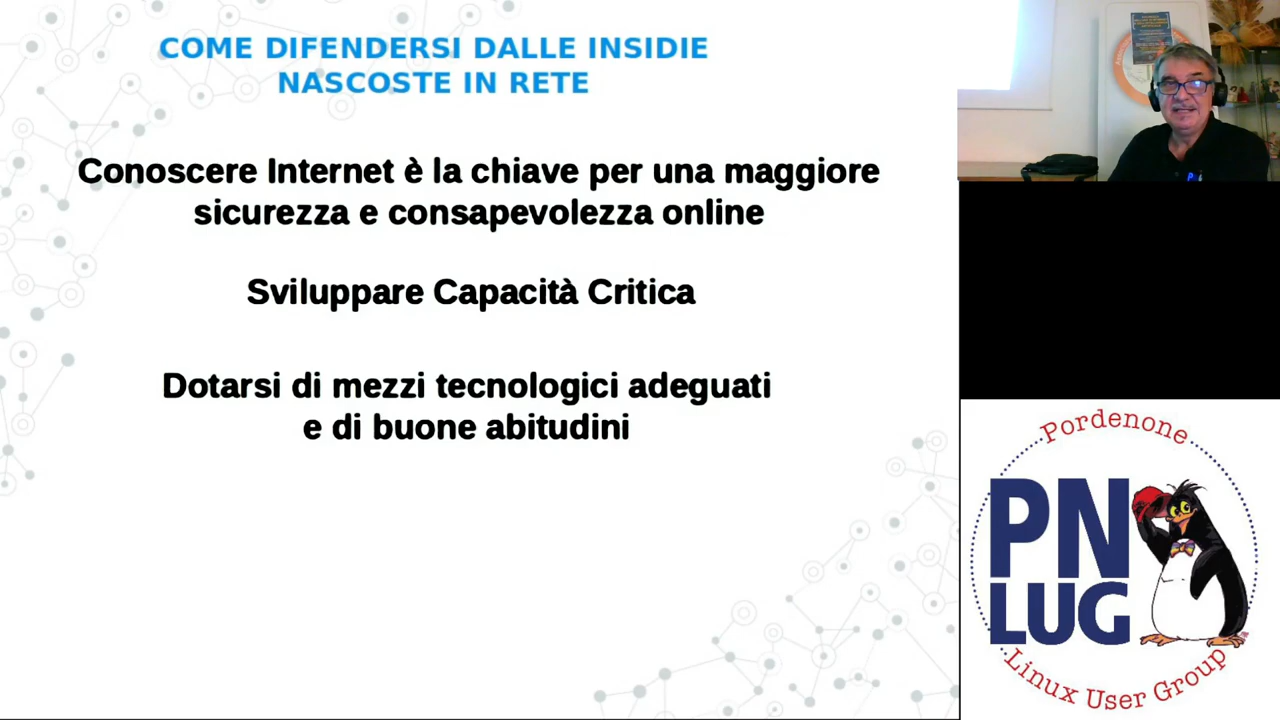 COME DIFENDERSI DALLE INSIDIE
NASCOSTE IN RETE
Conoscere Internet è la chiave per una maggiore
sicurezza e consapevolezza online
Sviluppare Capacità Critica
Dotarsi di mezzi tecnologici adeguati
e di buone abitudini
Pordenone
PN
LUG
Linux User Group